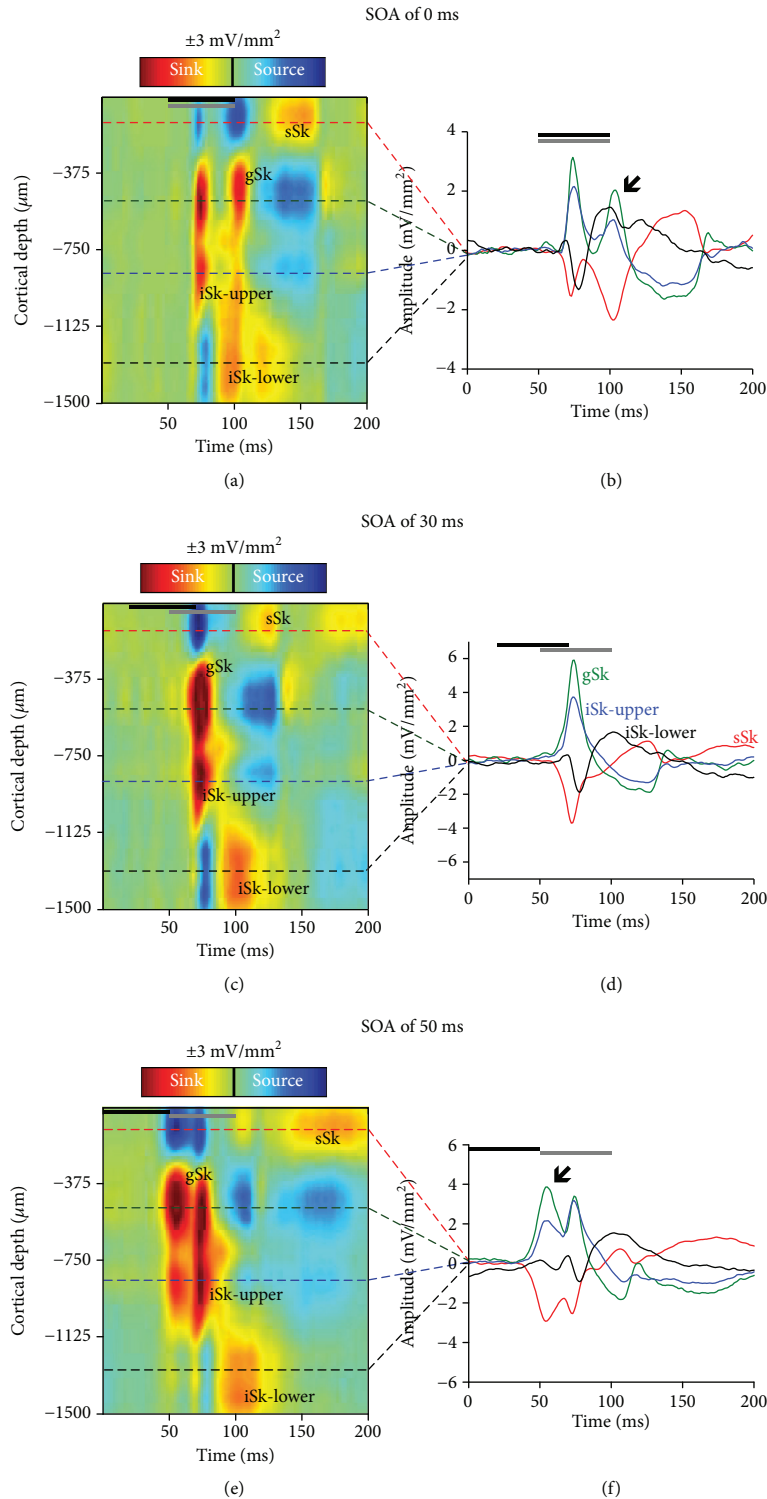 SOA of 0 ms
±3 mV/mm²
Sink Source
sSk
gSk
iSk-upper
iSk-lower
Cortical depth (μm)
−375
−750
−1125
−1500
50 100 150 200
Time (ms)
(a)
Amplitude (mV/mm²)
4
2
0
−2
−4
0 50 100 150 200
Time (ms)
(b)
SOA of 30 ms
±3 mV/mm²
Sink Source
sSk
gSk
iSk-upper
iSk-lower
Cortical depth (μm)
−375
−750
−1125
−1500
50 100 150 200
Time (ms)
(c)
Amplitude (mV/mm²)
6
4
2
0
−2
−4
−6
gSk
iSk-upper
iSk-lower
sSk
0 50 100 150 200
Time (ms)
(d)
SOA of 50 ms
±3 mV/mm²
Sink Source
sSk
gSk
iSk-upper
iSk-lower
Cortical depth (μm)
−375
−750
−1125
−1500
50 100 150 200
Time (ms)
(e)
Amplitude (mV/mm²)
6
4
2
0
−2
−4
−6
0 50 100 150 200
Time (ms)
(f)